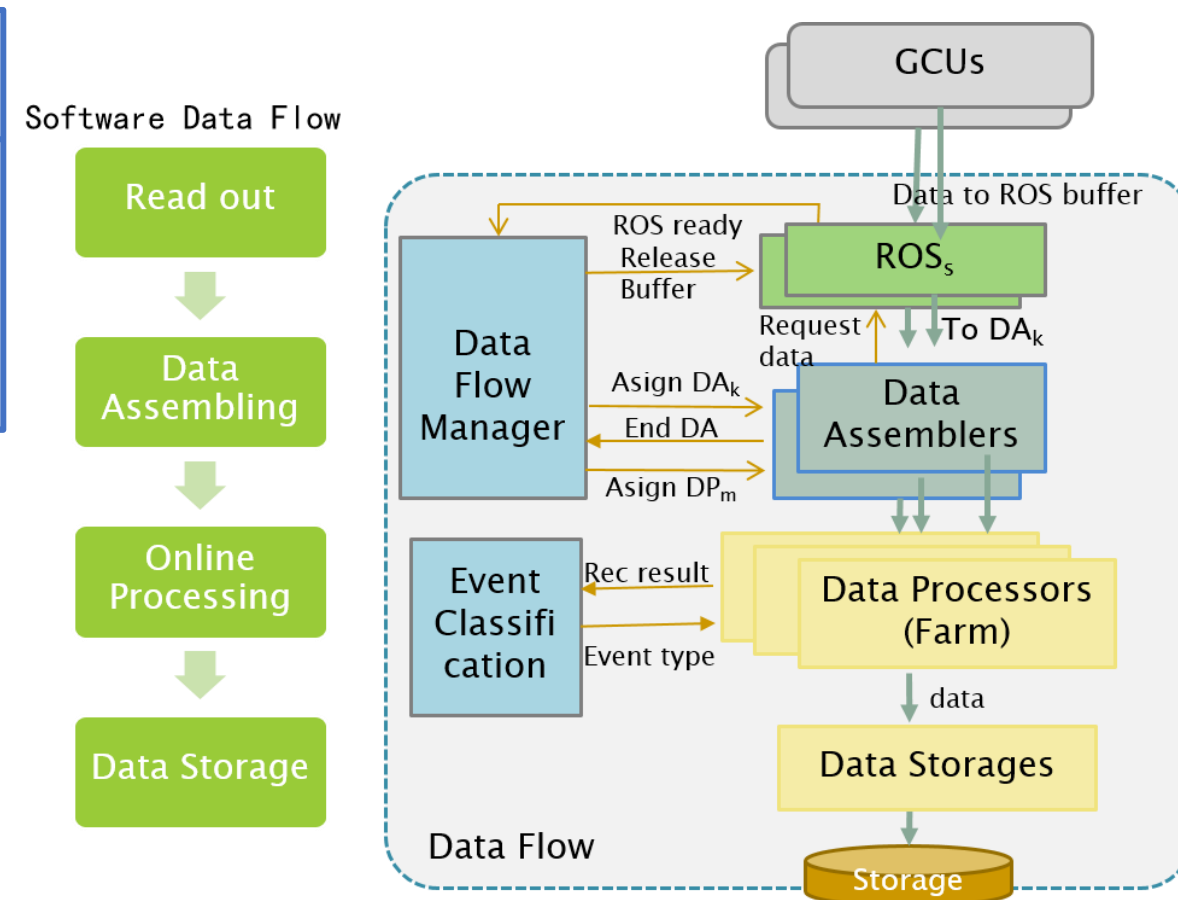 Software Data Flow
Read out
Data
Assembling
Online
Processing
Data Storage
GCUs
Data to ROS buffer
ROS ready
Release
Buffer
ROSs
Request
data
To DAk
Data
Flow
Manager
Asign DAk
End DA
Asign DPm
Data
Assemblers
Event
Classifi
cation
Rec result
Event type
Data Processors
(Farm)
data
Data Storages
Data Flow
Storage